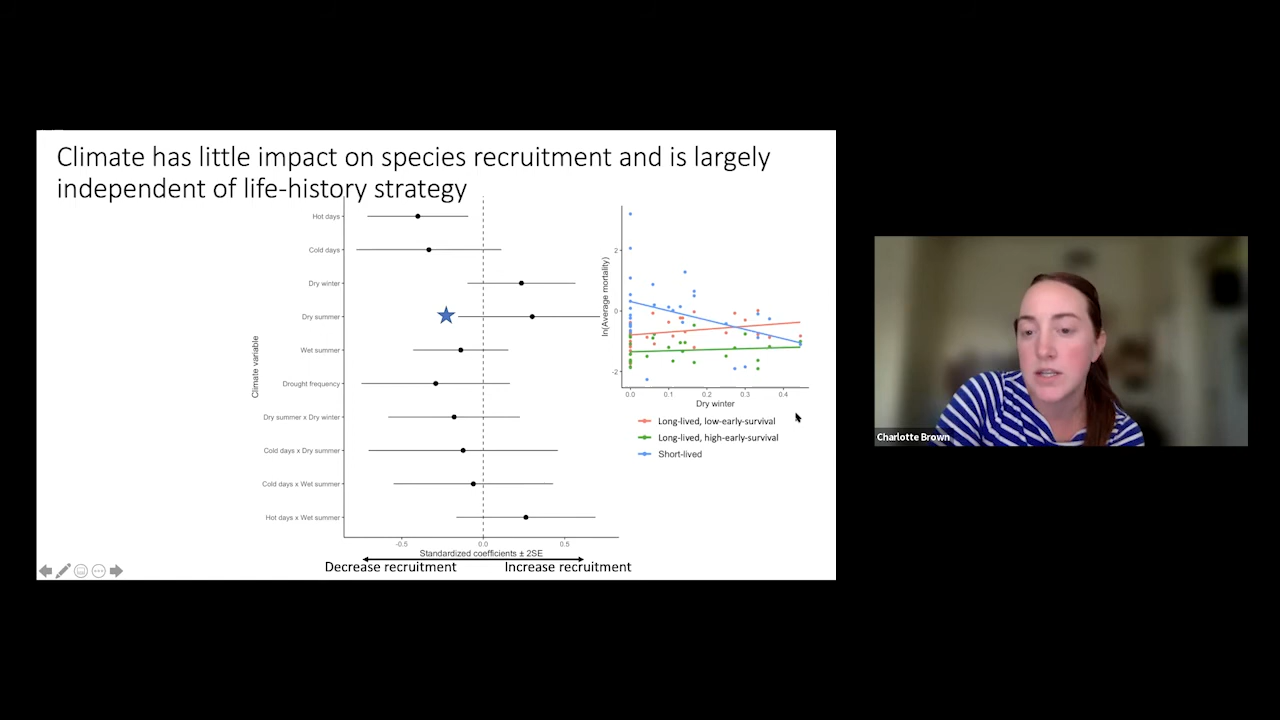 Climate has little impact on species recruitment and is largely
independent of life-history strategy
Hot days
Cold days
Dry winter
Dry summer
Wet summer
Drought frequency
Dry summer x Dry winter
Cold days x Dry summer
Cold days x Wet summer
Hot days x Wet summer
Climate variable
-0.5
0.0
0.5
Standardized coefficients ± 2SE
Decrease recruitment
Increase recruitment
ln(Average mortality)
2
0
-2
0.0
0.1
0.2
0.3
0.4
Dry winter
Long-lived, low-early-survival
Long-lived, high-early-survival
Short-lived
Charlotte Brown